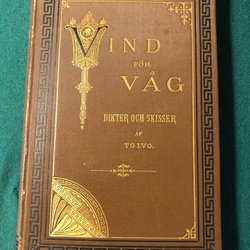 VIND
FÖR
VÅG
DIKTER OCH SKISSER
AF
TOIVO.